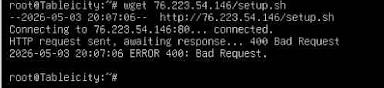 root@Tableicity:~# wget 76.223.54.146/setup.sh
--2026-05-03 20:07:06--  http://76.223.54.146/setup.sh
Connecting to 76.223.54.146:80... connected.
HTTP request sent, awaiting response... 400 Bad Request
2026-05-03 20:07:06 ERROR 400: Bad Request.
root@Tableicity:~#